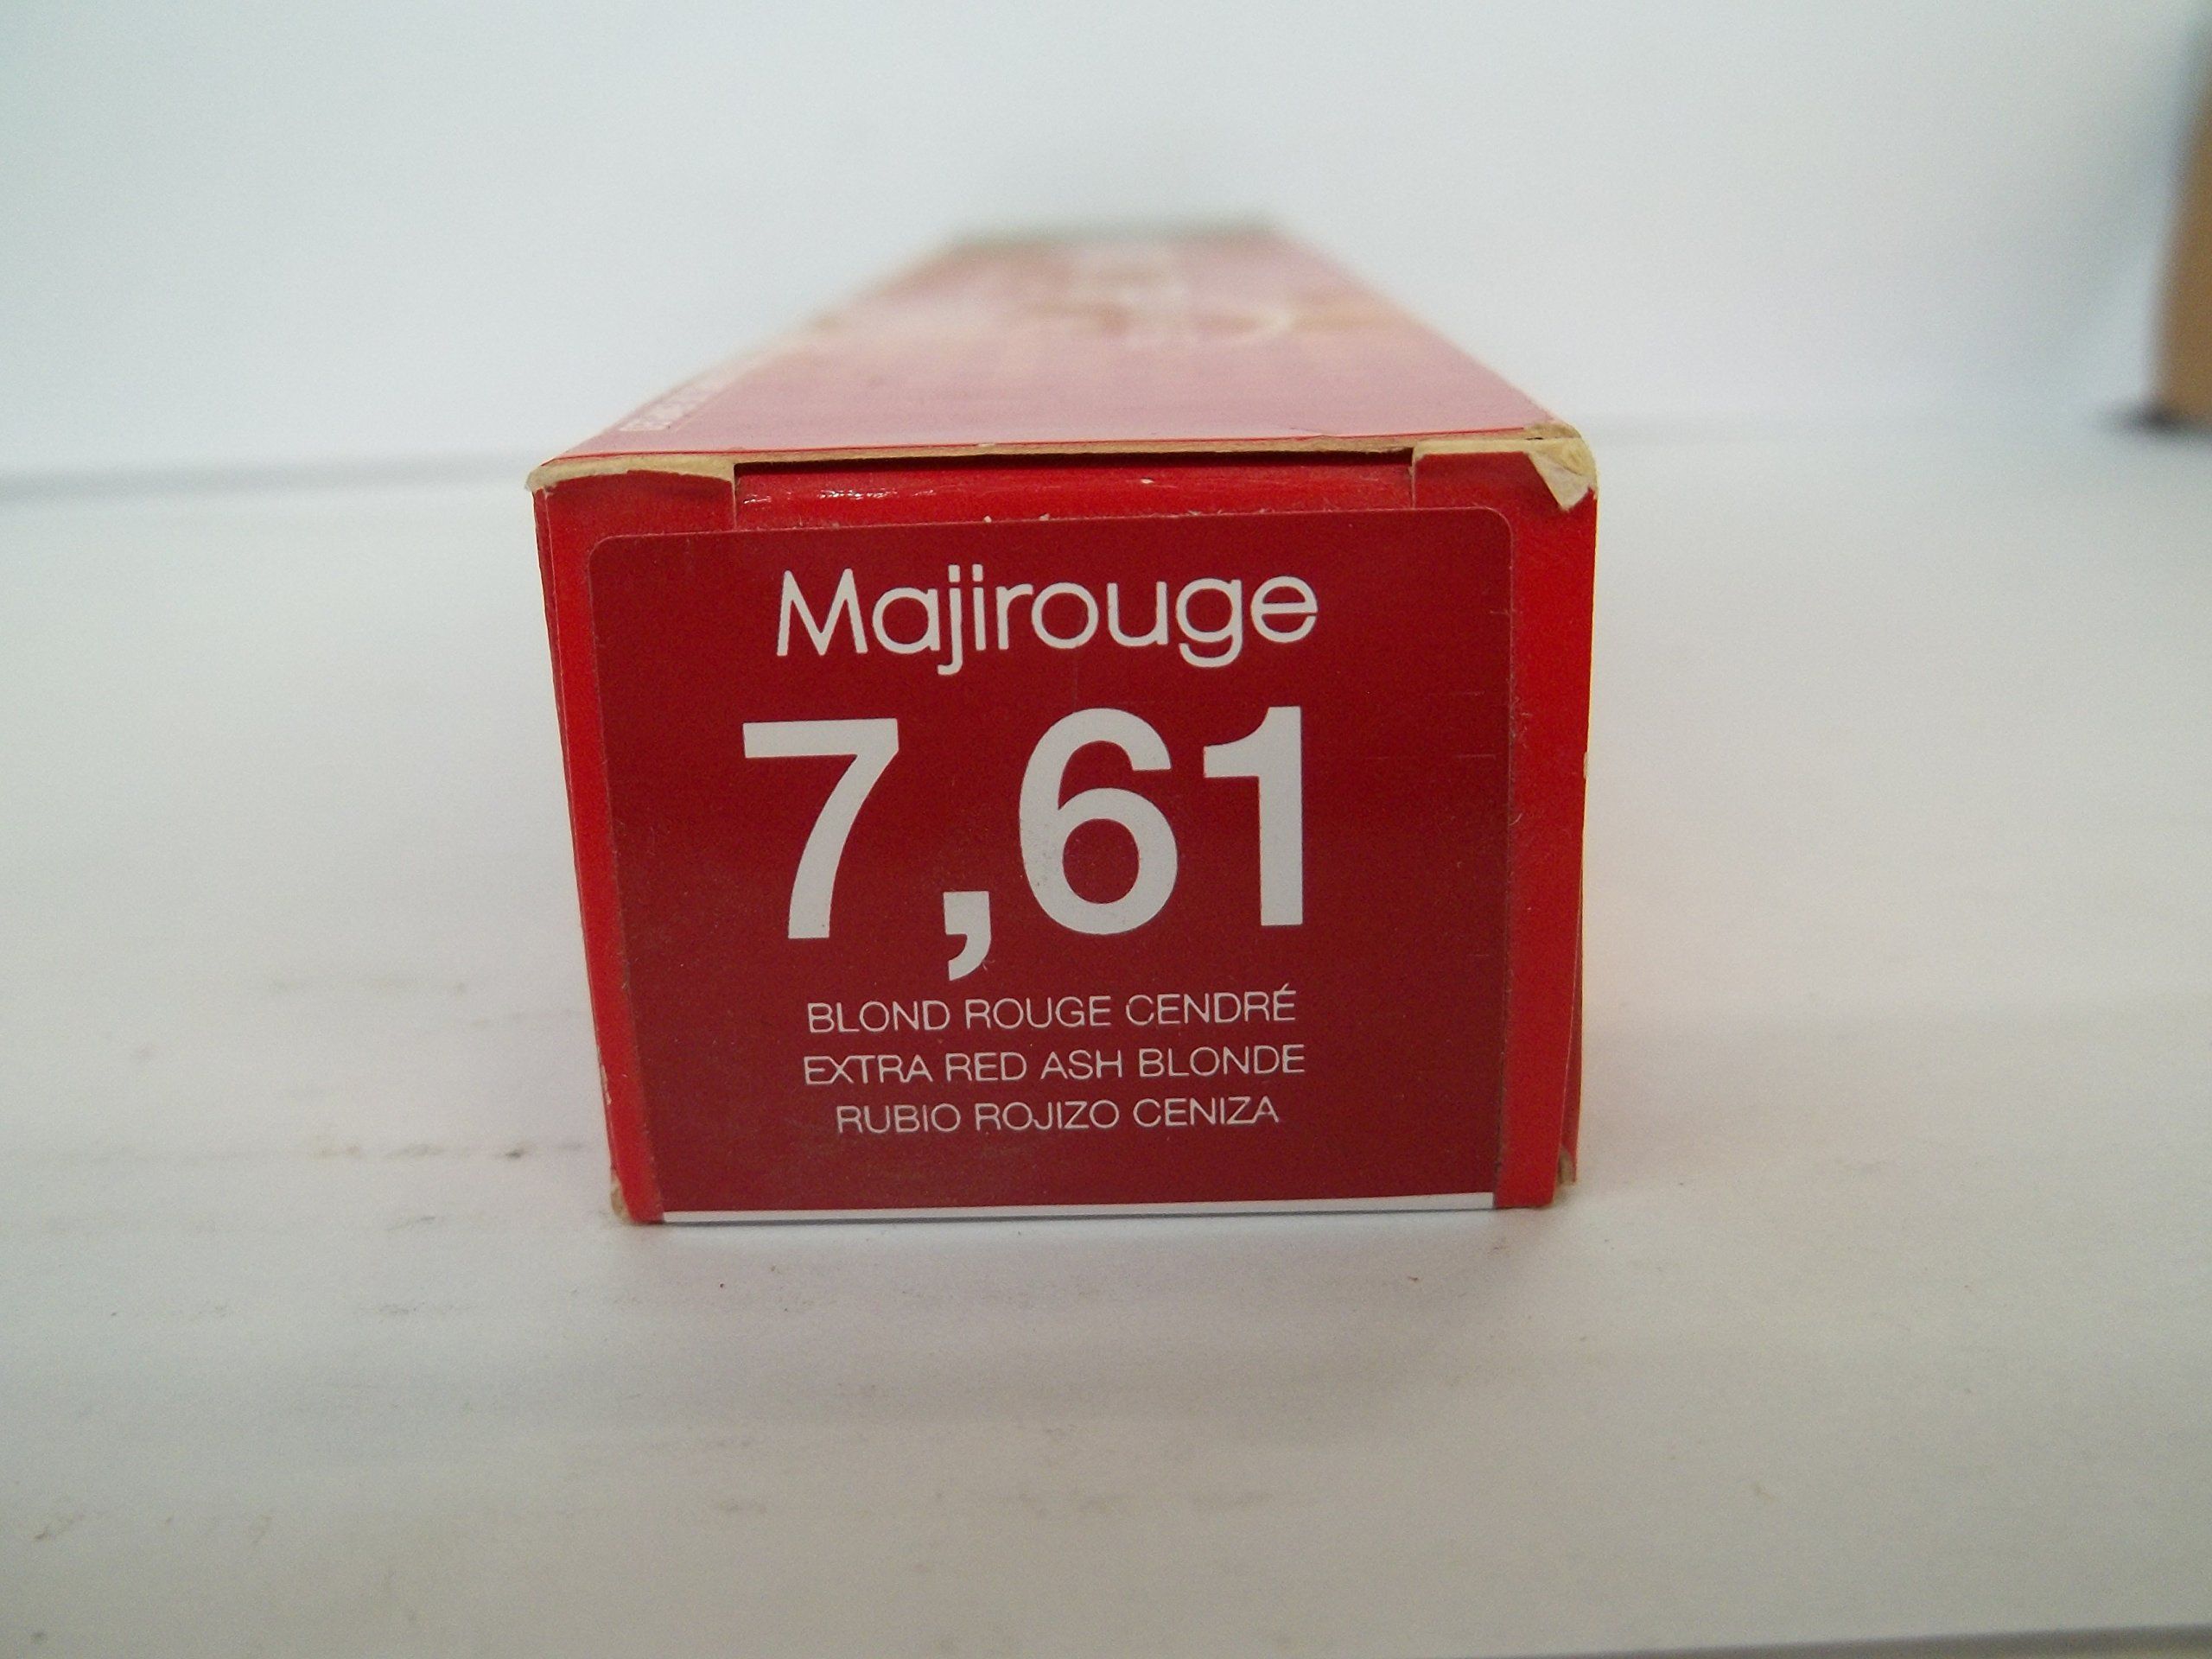 Majirouge
7,61
BLOND ROUGE CENDRÉ
EXTRA RED ASH BLONDE
RUBIO ROJIZO CENIZA